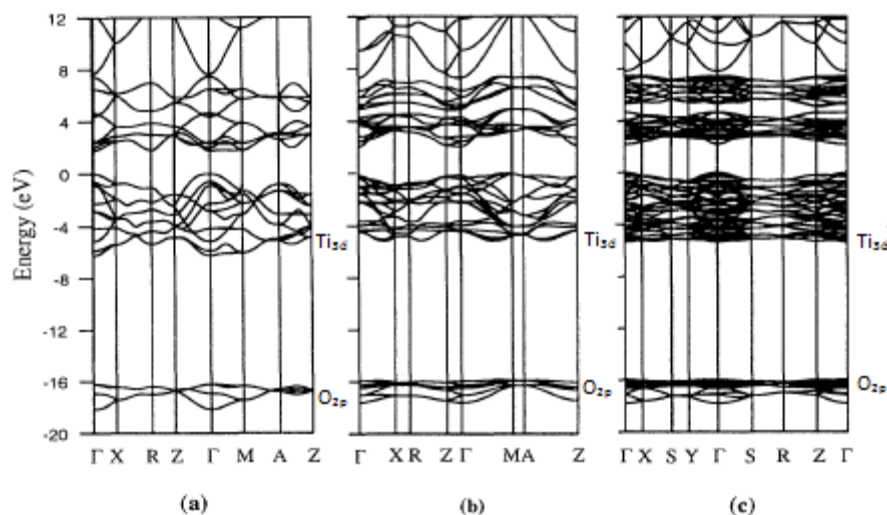 Energy (eV)
12
8
4
0
-4
-8
-12
-16
-20
Ti₃d
O₂p
Γ X R Z Γ M A Z
(a)
Ti₃d
O₂p
Γ X R Z Γ M A Z
(b)
Ti₃d
O₂p
Γ X S Y Γ S R Z Γ
(c)